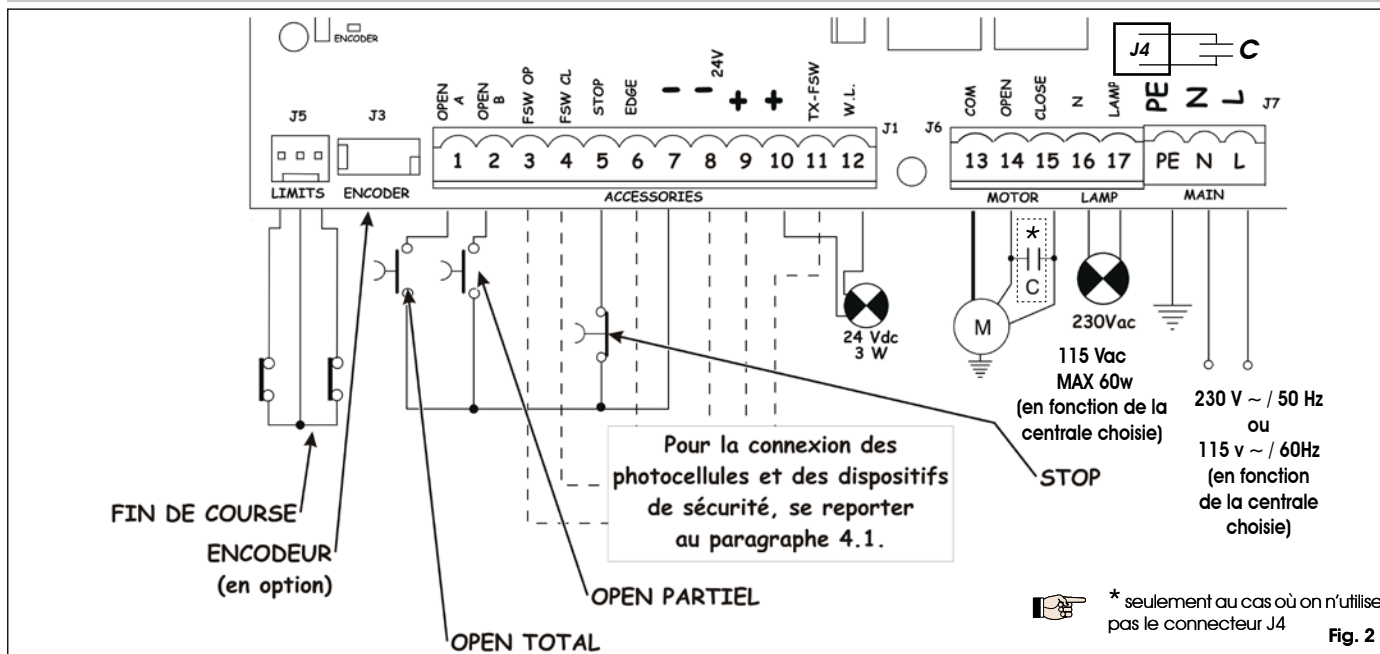 ENCODER
J4
C
OPEN A
OPEN B
FSW OP
FSW CL
STOP
EDGE
–
–
24V
+
+
TX-FSW
W.L.
COM
OPEN
CLOSE
N
LAMP
PE
N
L
J5
J3
J1
J6
J7
1 2 3 4 5 6 7 8 9 10 11 12
13 14 15 16 17 PE N L
LIMITS
ENCODER
ACCESSORIES
MOTOR
LAMP
MAIN
*
C
M
24 Vdc
3 W
230Vac
115 Vac
MAX 60w
(en fonction de la
centrale choisie)
230 V ~ / 50 Hz
ou
115 v ~ / 60Hz
(en fonction
de la centrale
choisie)
Pour la connexion des
photocellules et des dispositifs
de sécurité, se reporter
au paragraphe 4.1.
STOP
FIN DE COURSE
ENCODEUR
(en option)
OPEN PARTIEL
OPEN TOTAL
* seulement au cas où on n'utilise
pas le connecteur J4
Fig. 2